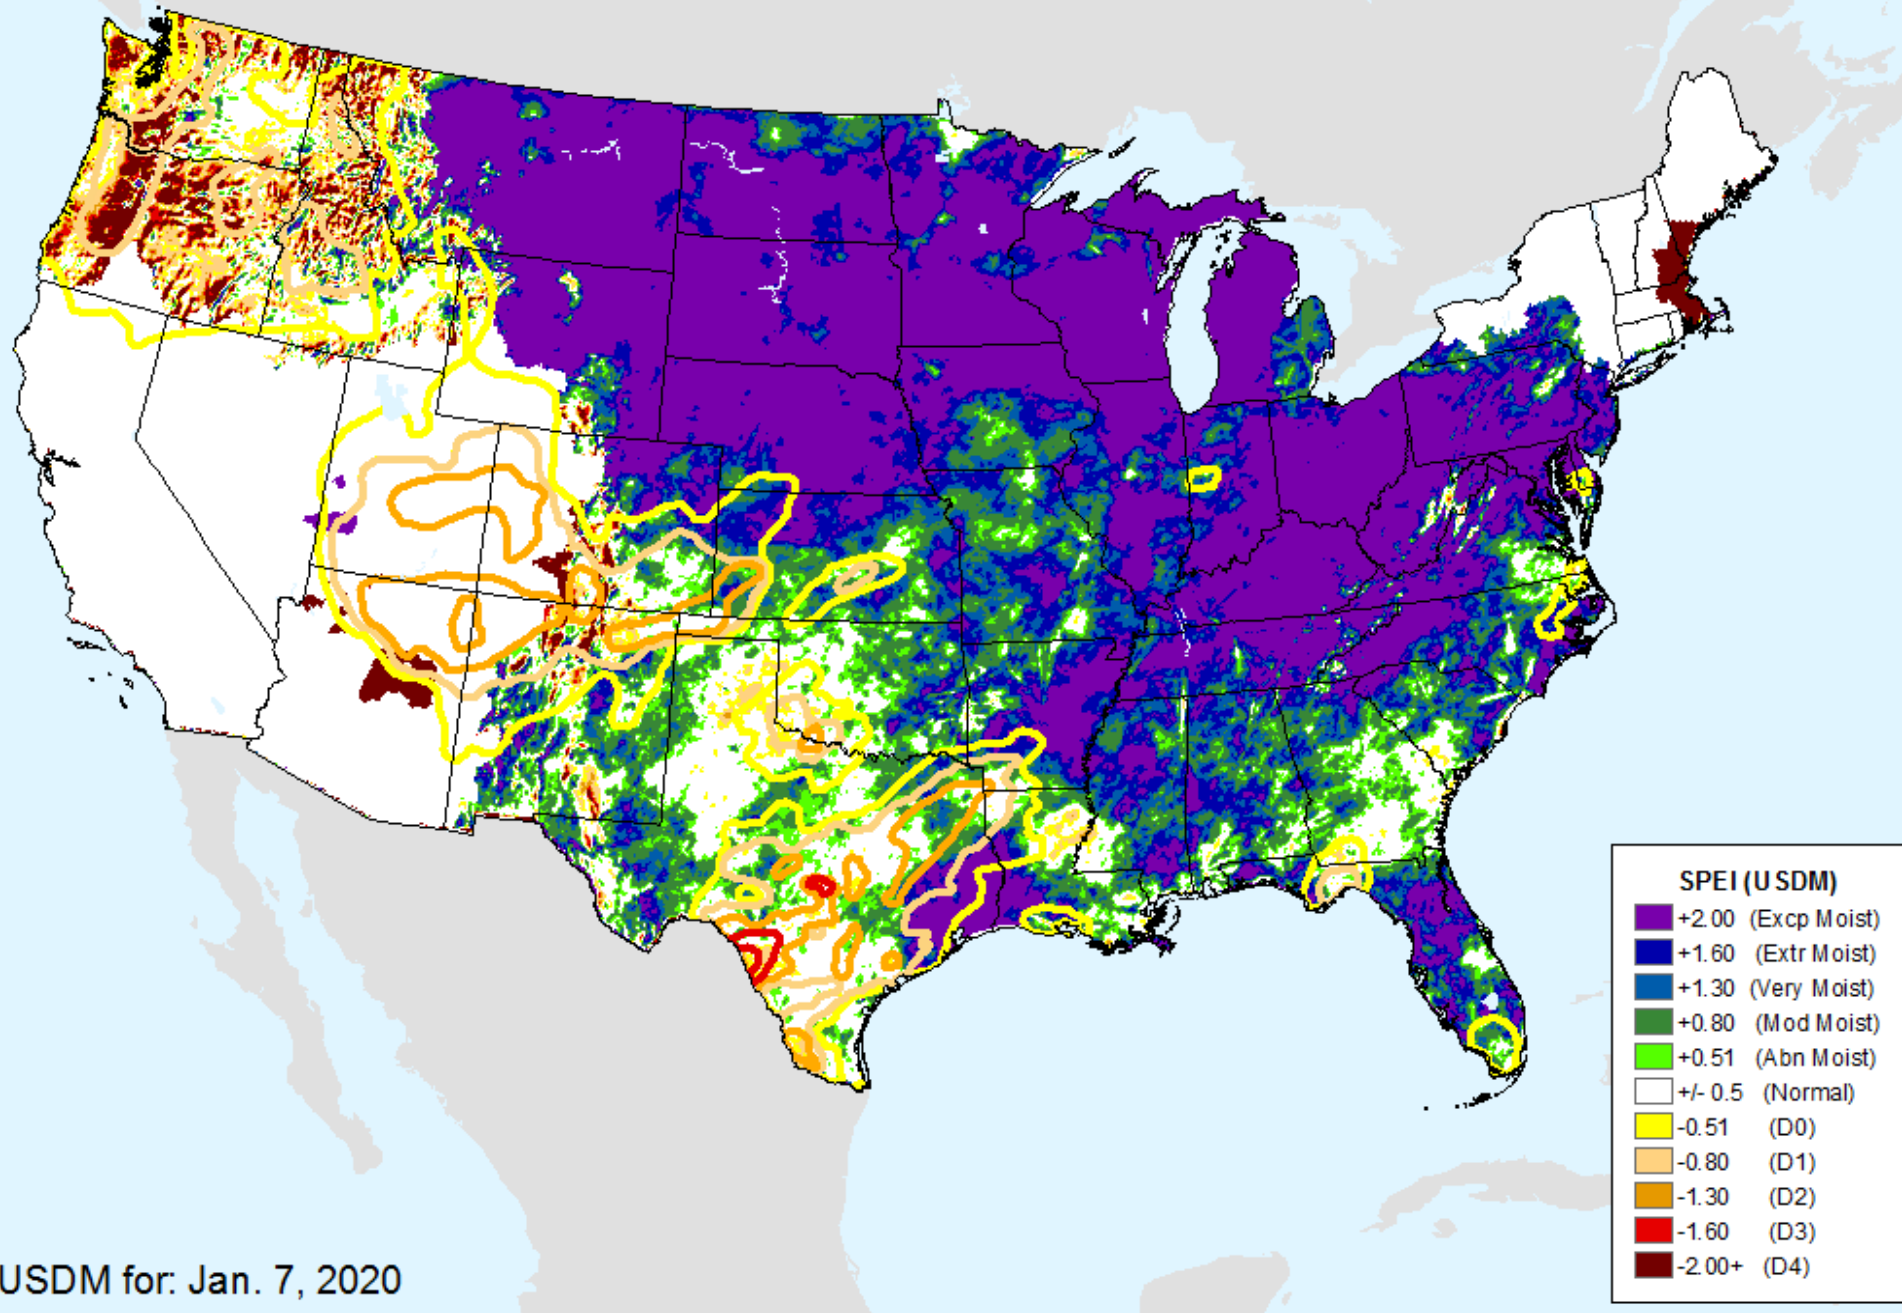 SPEI (USDM)
+2.00 (Excp Moist)
+1.60 (Extr Moist)
+1.30 (Very Moist)
+0.80 (Mod Moist)
+0.51 (Abn Moist)
+/- 0.5 (Normal)
-0.51 (D0)
-0.80 (D1)
-1.30 (D2)
-1.60 (D3)
-2.00+ (D4)
USDM for: Jan. 7, 2020